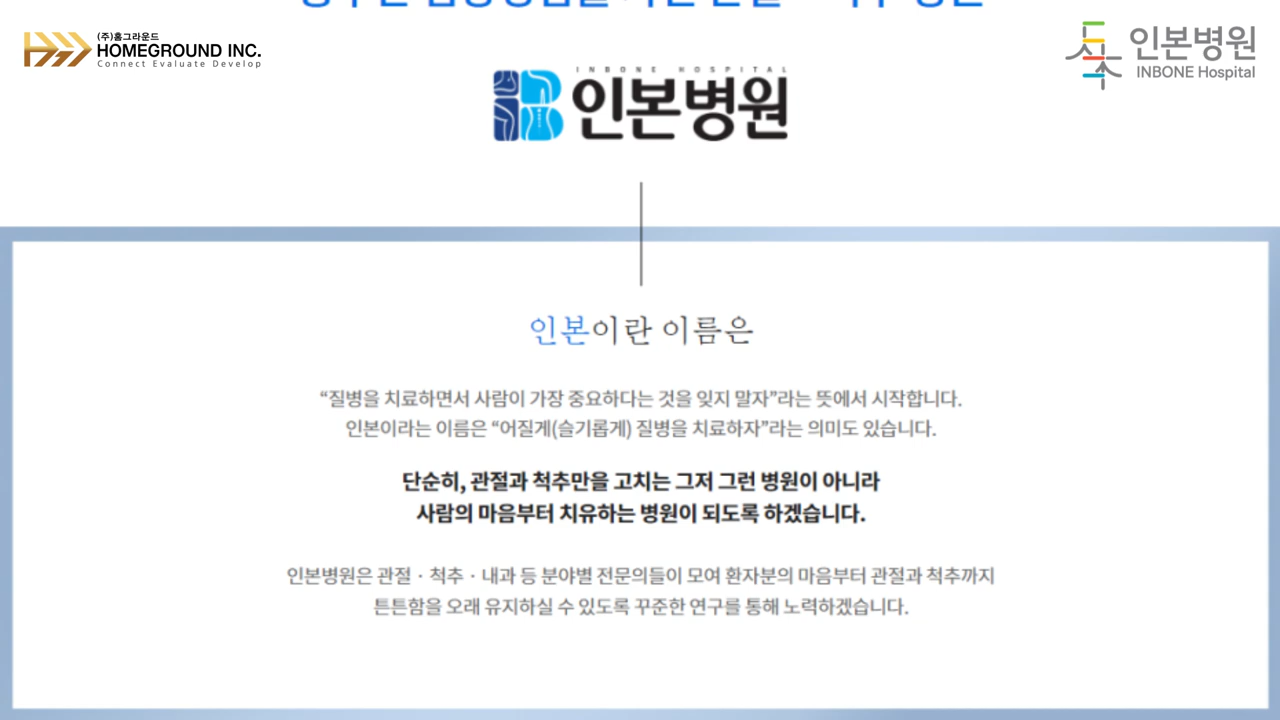 (주)홈그라운드
HOMEGROUND INC.
Connect Evaluate Develop
인본병원
INBONE Hospital
INBONE HOSPITAL
인본병원
인본이란 이름은
“질병을 치료하면서 사람이 가장 중요하다는 것을 잊지 말자”라는 뜻에서 시작합니다.
인본이라는 이름은 “어질게(슬기롭게) 질병을 치료하자”라는 의미도 있습니다.
단순히, 관절과 척추만을 고치는 그저 그런 병원이 아니라
사람의 마음부터 치유하는 병원이 되도록 하겠습니다.
인본병원은 관절 · 척추 · 내과 등 분야별 전문의들이 모여 환자분의 마음부터 관절과 척추까지
튼튼함을 오래 유지하실 수 있도록 꾸준한 연구를 통해 노력하겠습니다.